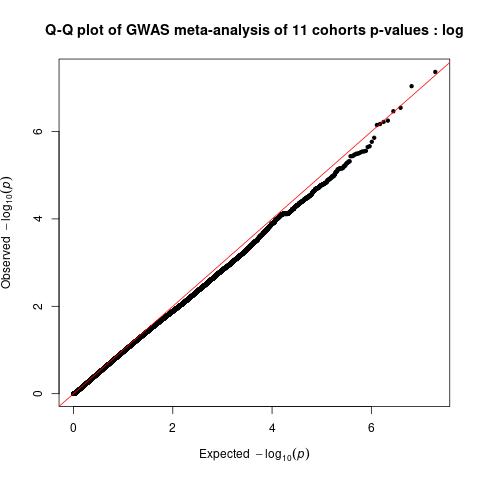 Q-Q plot of GWAS meta-analysis of 11 cohorts p-values : log
Observed −log10(p)
6
4
2
0
0 2 4 6
Expected −log10(p)